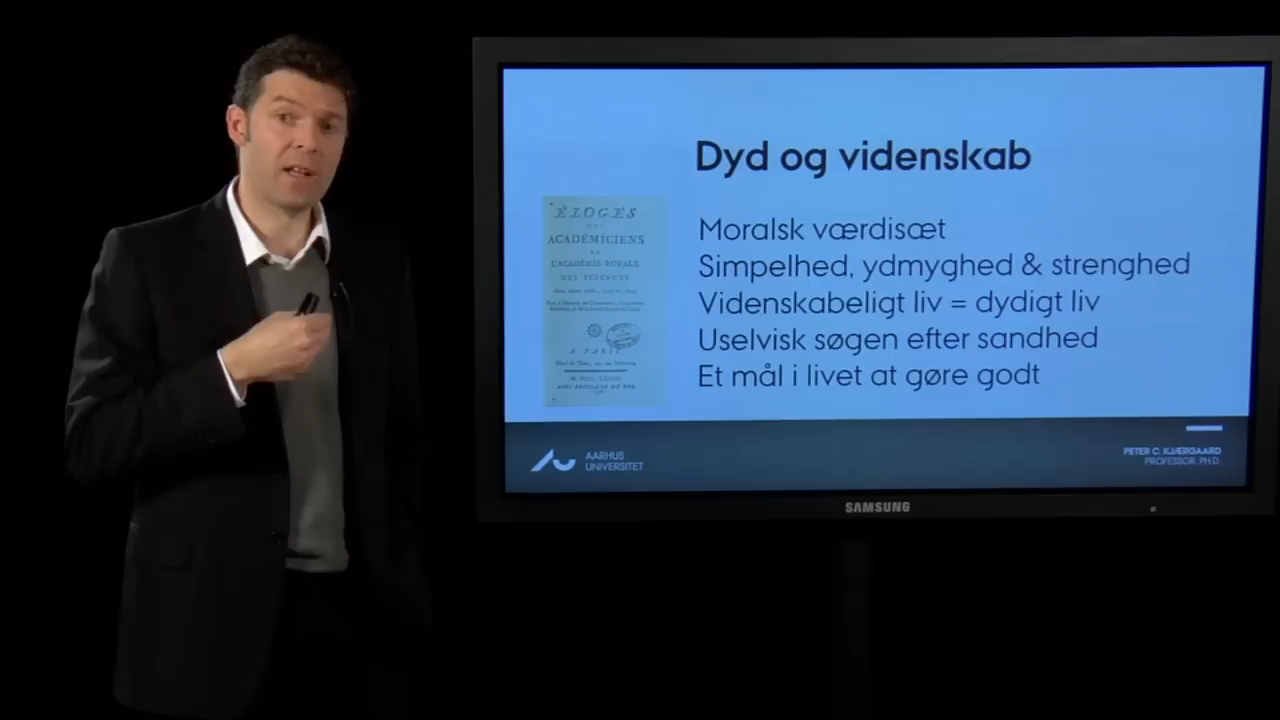 Dyd og videnskab
ÉLOGES
DES
ACADÉMICIENS
DE
L'ACADÉMIE ROYALE
DES SCIENCES
A PARIS,
Moralsk værdisæt
Simpelhed, ydmyghed & strenghed
Videnskabeligt liv = dydigt liv
Uselvisk søgen efter sandhed
Et mål i livet at gøre godt
AARHUS
UNIVERSITET
PETER C. KJÆRGAARD
PROFESSOR, PH.D.
SAMSUNG